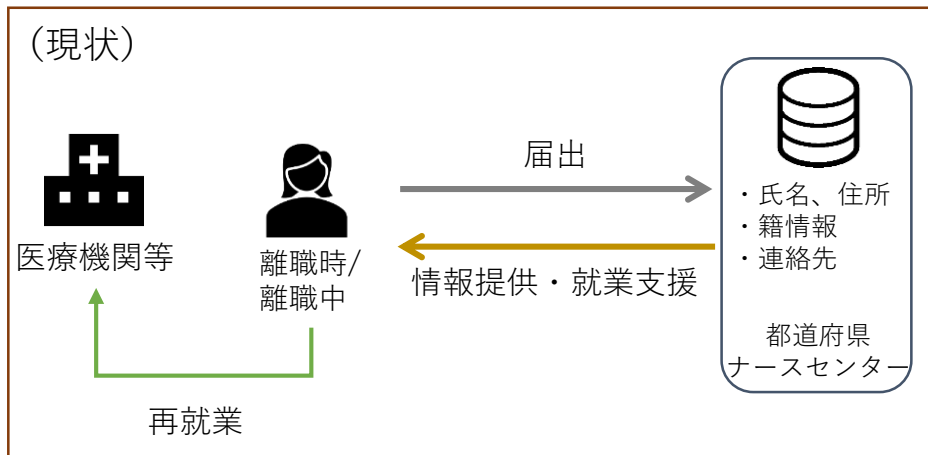 （現状）
届出
・氏名、住所
・籍情報
・連絡先
医療機関等
離職時/
離職中
情報提供・就業支援
都道府県
ナースセンター
再就業